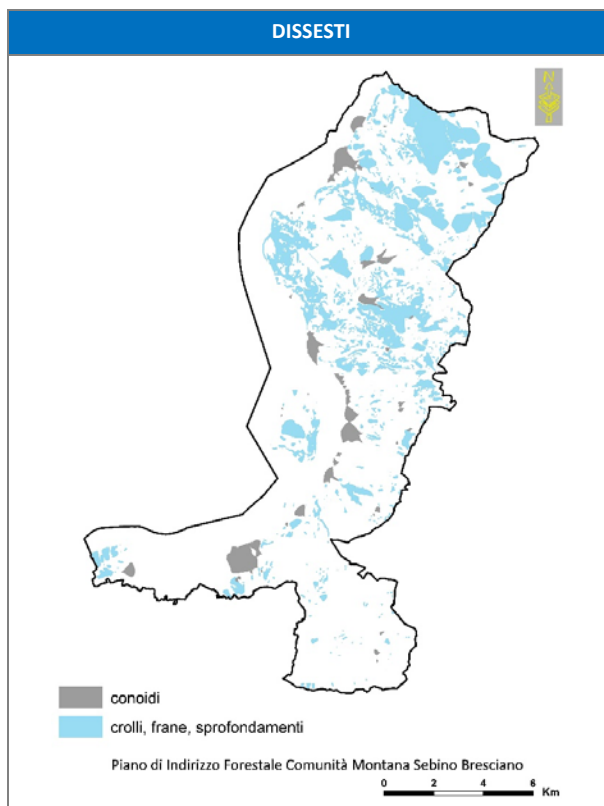 DISSESTI
N
conoidi
crolli, frane, sprofondamenti
Piano di Indirizzo Forestale Comunità Montana Sebino Bresciano
0 2 4 6
Km